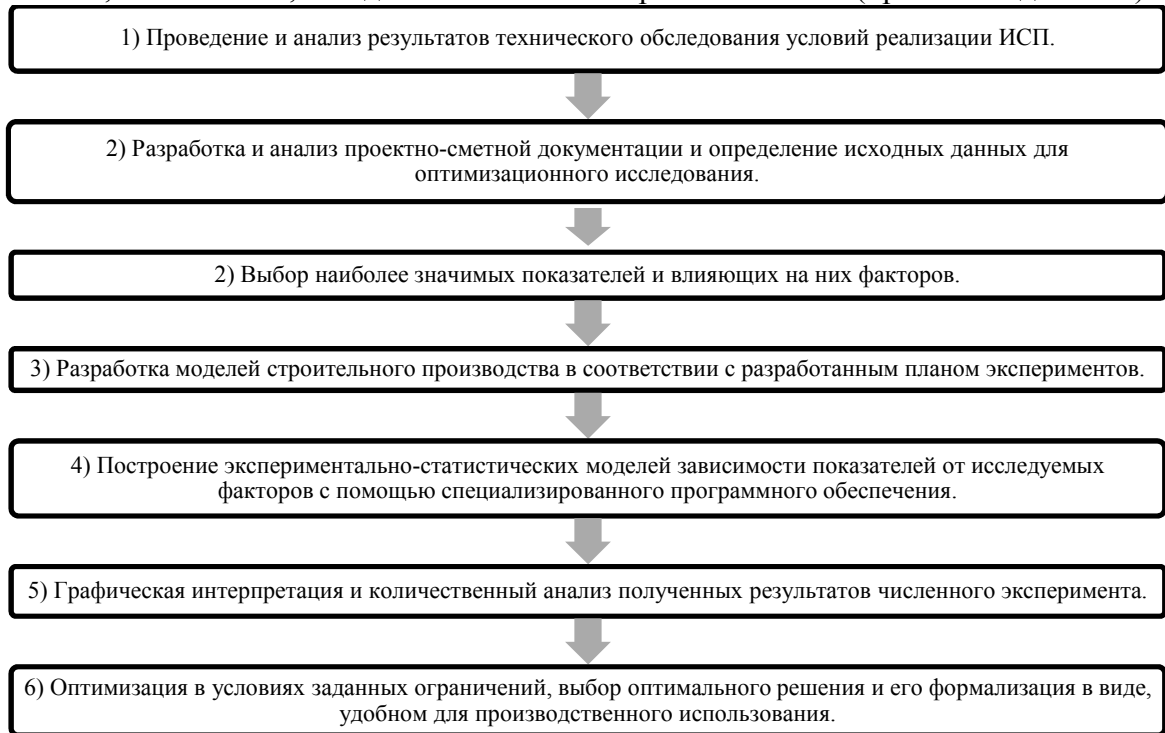 1) Проведение и анализ результатов технического обследования условий реализации ИСП.
2) Разработка и анализ проектно-сметной документации и определение исходных данных для
оптимизационного исследования.
2) Выбор наиболее значимых показателей и влияющих на них факторов.
3) Разработка моделей строительного производства в соответствии с разработанным планом экспериментов.
4) Построение экспериментально-статистических моделей зависимости показателей от исследуемых
факторов с помощью специализированного программного обеспечения.
5) Графическая интерпретация и количественный анализ полученных результатов численного эксперимента.
6) Оптимизация в условиях заданных ограничений, выбор оптимального решения и его формализация в виде,
удобном для производственного использования.